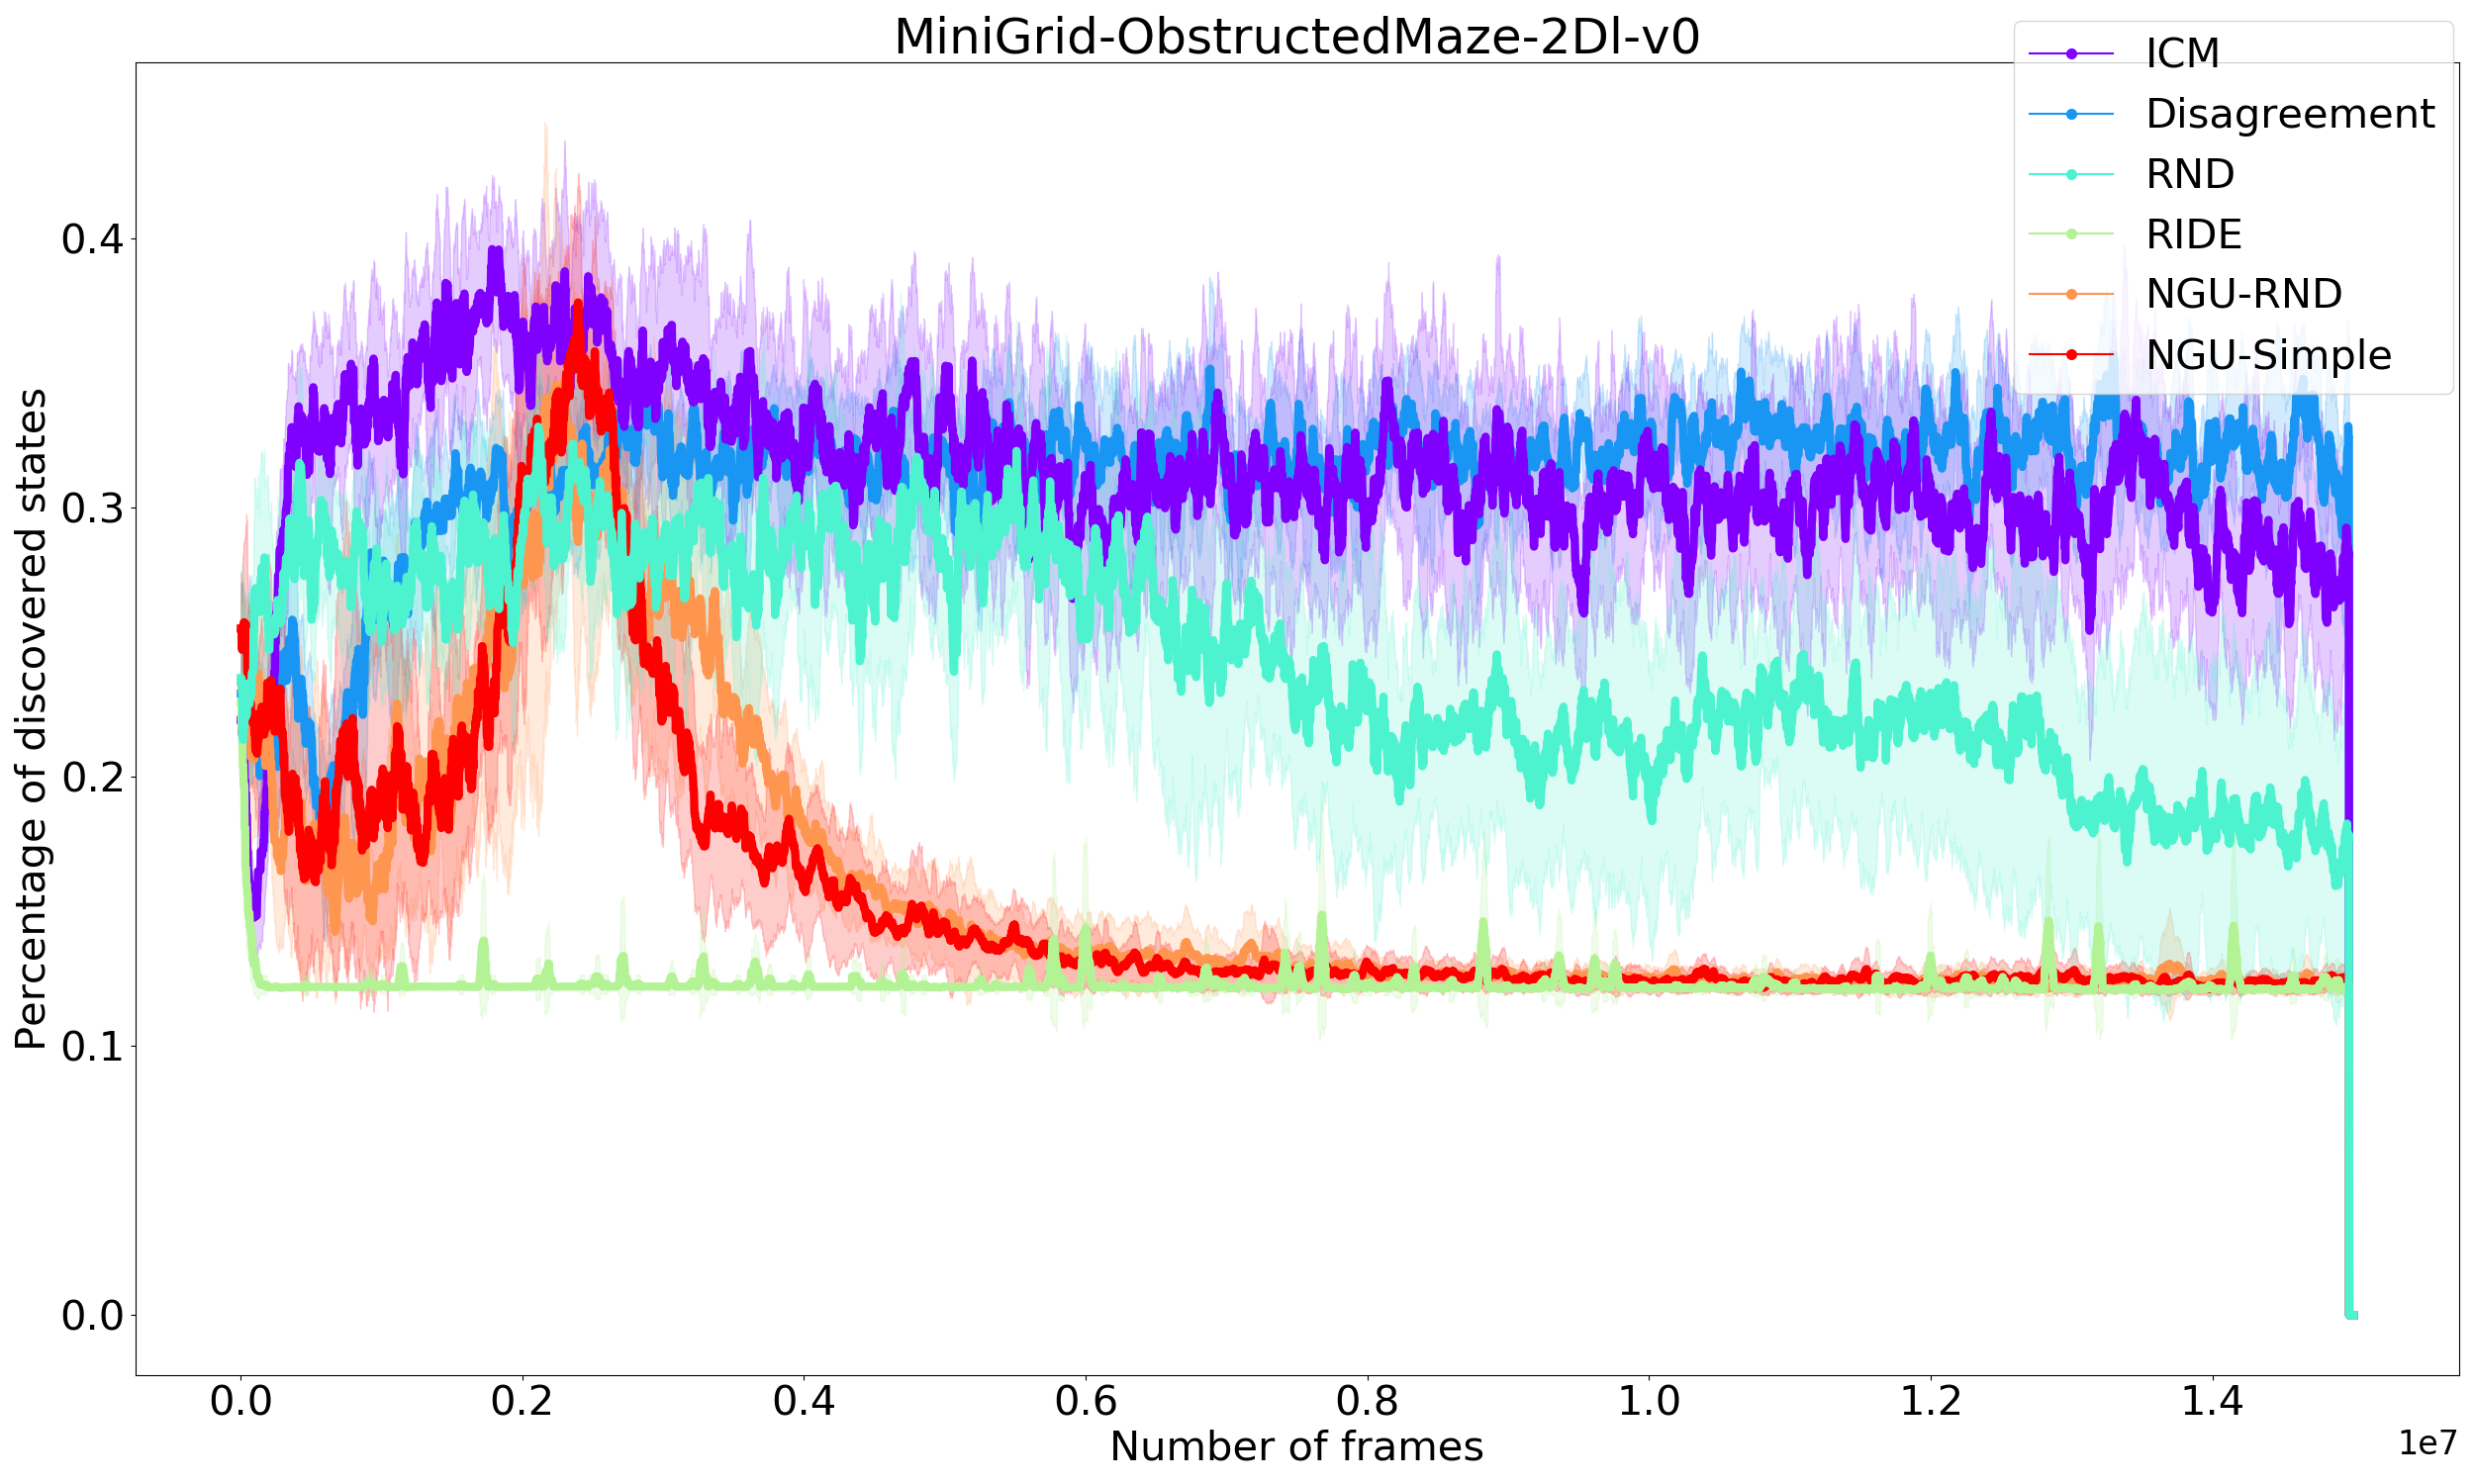 MiniGrid-ObstructedMaze-2Dl-v0
ICM
Disagreement
RND
RIDE
NGU-RND
NGU-Simple
Percentage of discovered states
0.4
0.3
0.2
0.1
0.0
0.0 0.2 0.4 0.6 0.8 1.0 1.2 1.4
Number of frames
1e7